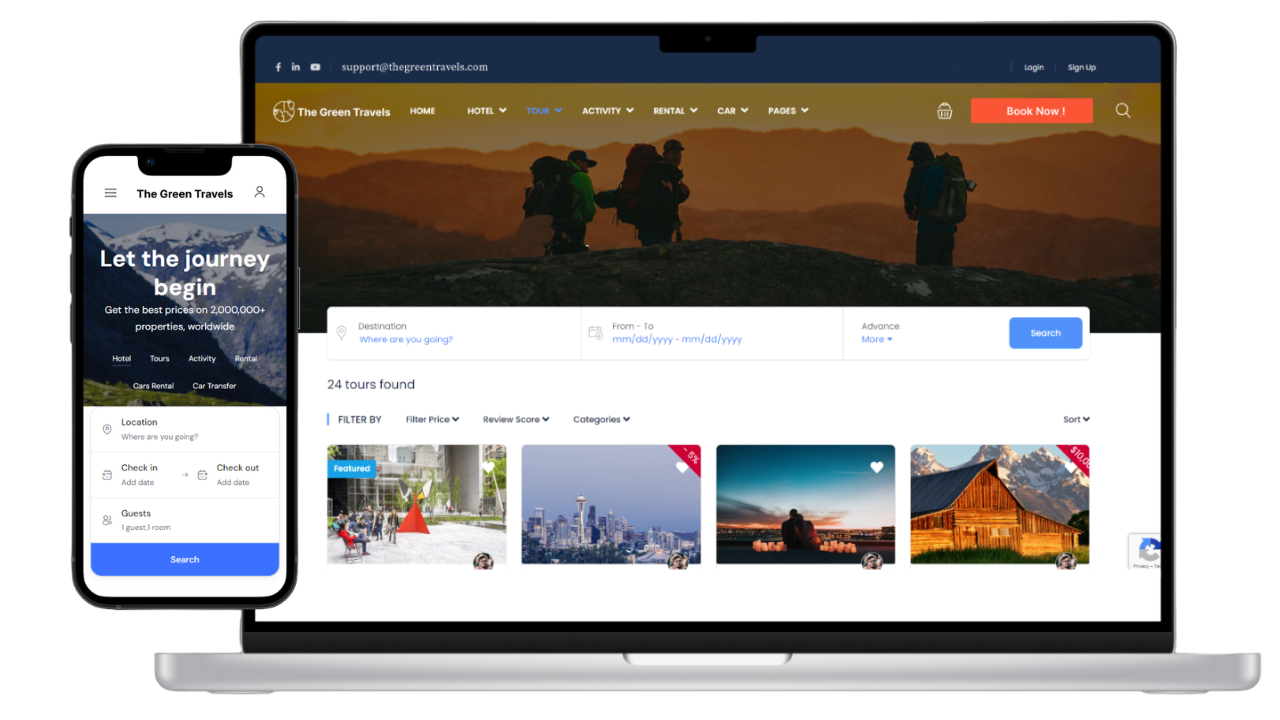 support@thegreentravels.com
Login
Sign Up
The Green Travels
HOME
HOTEL
TOUR
ACTIVITY
RENTAL
CAR
PAGES
Book Now !
Destination
Where are you going?
From - To
mm/dd/yyyy - mm/dd/yyyy
Advance
More
Search
24 tours found
FILTER BY
Filter Price
Review Score
Categories
Sort
Featured
- 5%
The Green Travels
Let the journey
begin
Get the best prices on 2,000,000+
properties, worldwide
Hotel Tours Activity Rental
Cars Rental Car Transfer
Location
Where are you going?
Check in
Add date
Check out
Add date
Guests
1 guest,1 room
Search